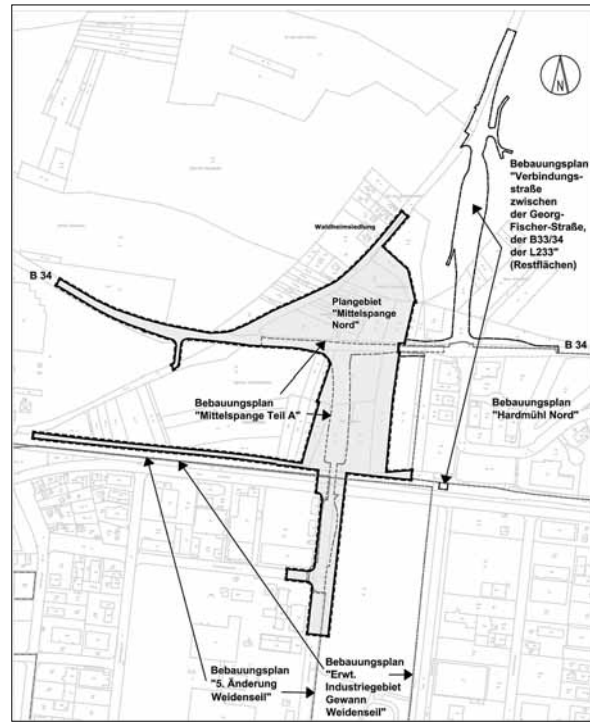 N
Bebauungsplan
"Verbindungs-
straße
zwischen
der Georg-
Fischer-Straße,
der B33/34
der L233"
(Restflächen)
Waldheimsiedlung
B 34
Plangebiet
"Mittelspange
Nord"
B 34
Bebauungsplan
"Mittelspange Teil A"
Bebauungsplan
"Hardmühl Nord"
Bebauungsplan
"5. Änderung
Weidenseil"
Bebauungsplan
"Erwt.
Industriegebiet
Gewann
Weidenseil"